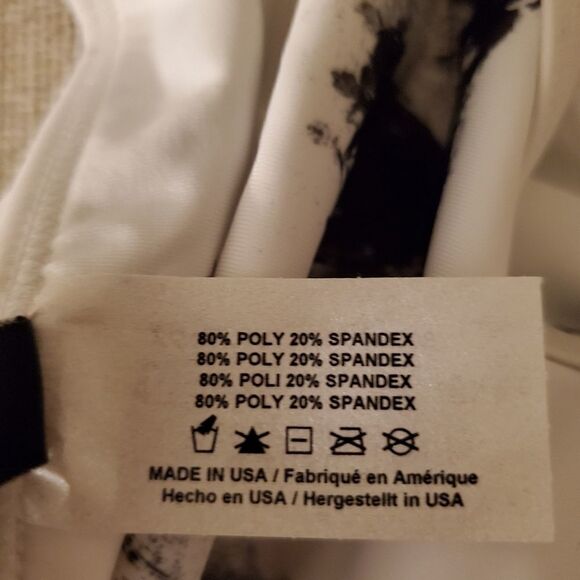 80% POLY 20% SPANDEX
80% POLY 20% SPANDEX
80% POLI 20% SPANDEX
80% POLY 20% SPANDEX
MADE IN USA / Fabriqué en Amérique
Hecho en USA / Hergestellt in USA